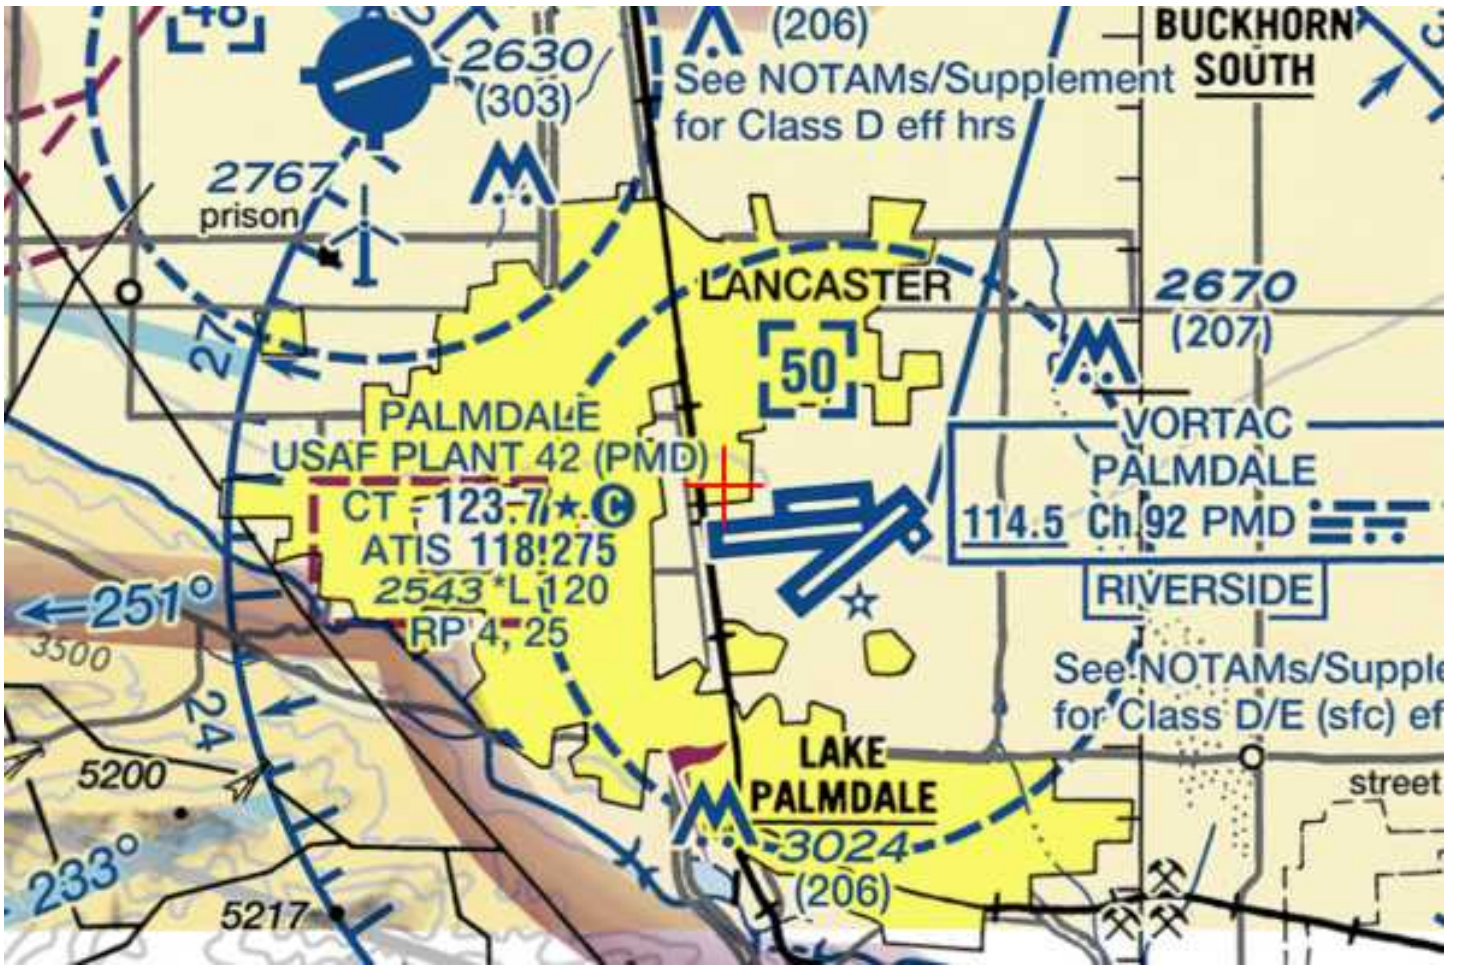 (206)
See NOTAMs/Supplement
for Class D eff hrs
BUCKHORN
SOUTH
2630
(303)
2767
prison
27
LANCASTER
2670
(207)
50
PALMDALE
USAF PLANT 42 (PMD)
CT - 123.7 ★ C
ATIS 118.275
2543 *L 120
RP 4, 25
VORTAC
PALMDALE
114.5 Ch 92 PMD
RIVERSIDE
251°
3500
24
See NOTAMs/Supple
for Class D/E (sfc) ef
LAKE
PALMDALE
3024
(206)
5200
street
233°
5217